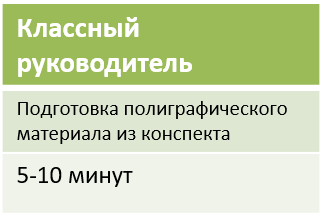 Классный
руководитель
Подготовка полиграфического
материала из конспекта
5-10 минут